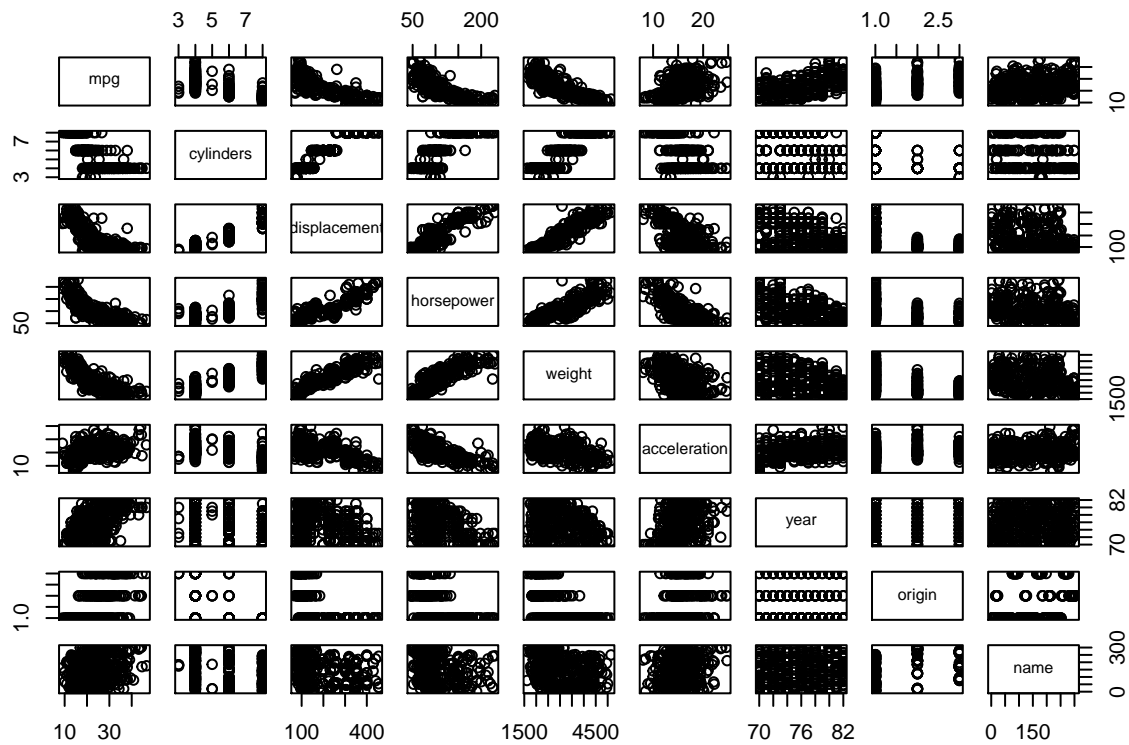 3 5 7 50 200 10 20 1.0 2.5
mpg
10
cylinders
3 7
displacement
100
horsepower
50
weight
1500
acceleration
10
year
70 82
origin
1.0
name
0 300
10 30 100 400 1500 4500 70 76 82 0 150